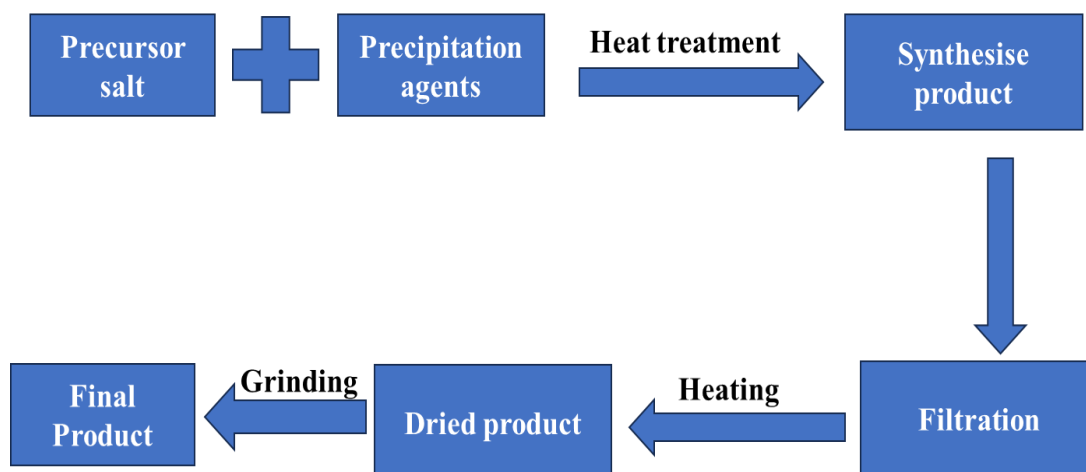 Precursor
salt
Precipitation
agents
Heat treatment
Synthesise
product
Filtration
Heating
Dried product
Grinding
Final
Product